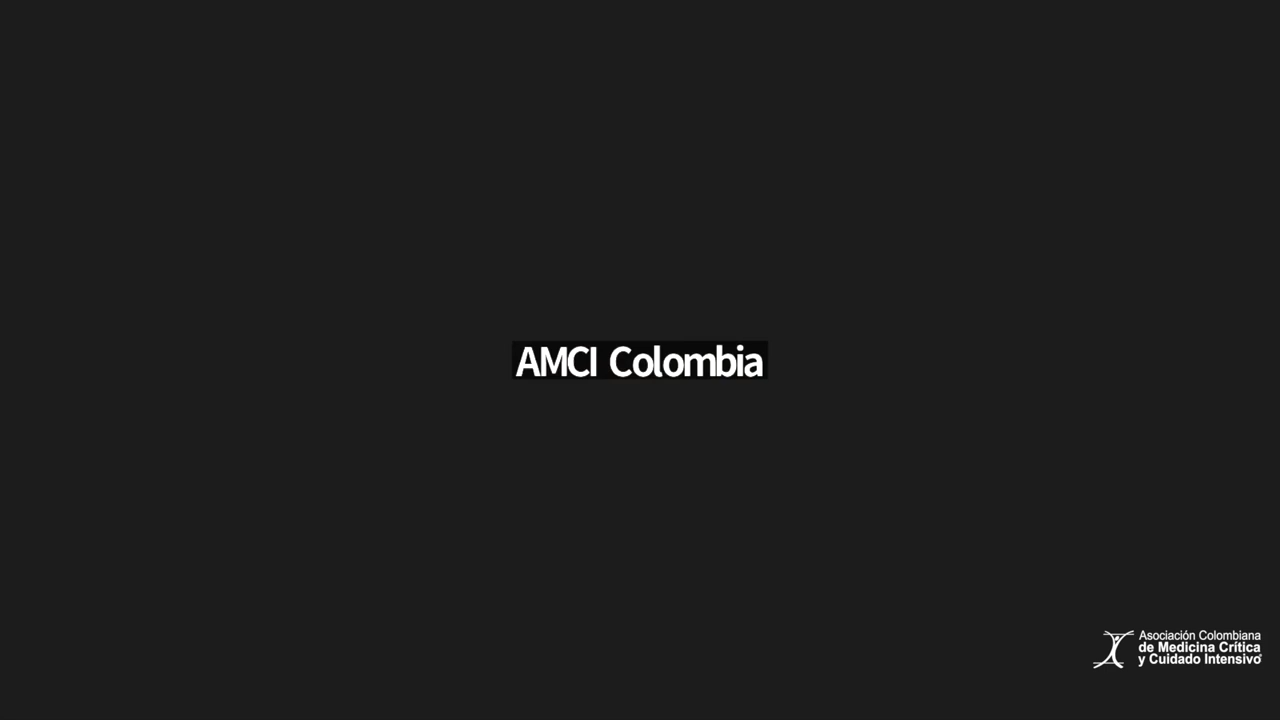 AMCI Colombia
Asociación Colombiana
de Medicina Crítica
y Cuidado Intensivo